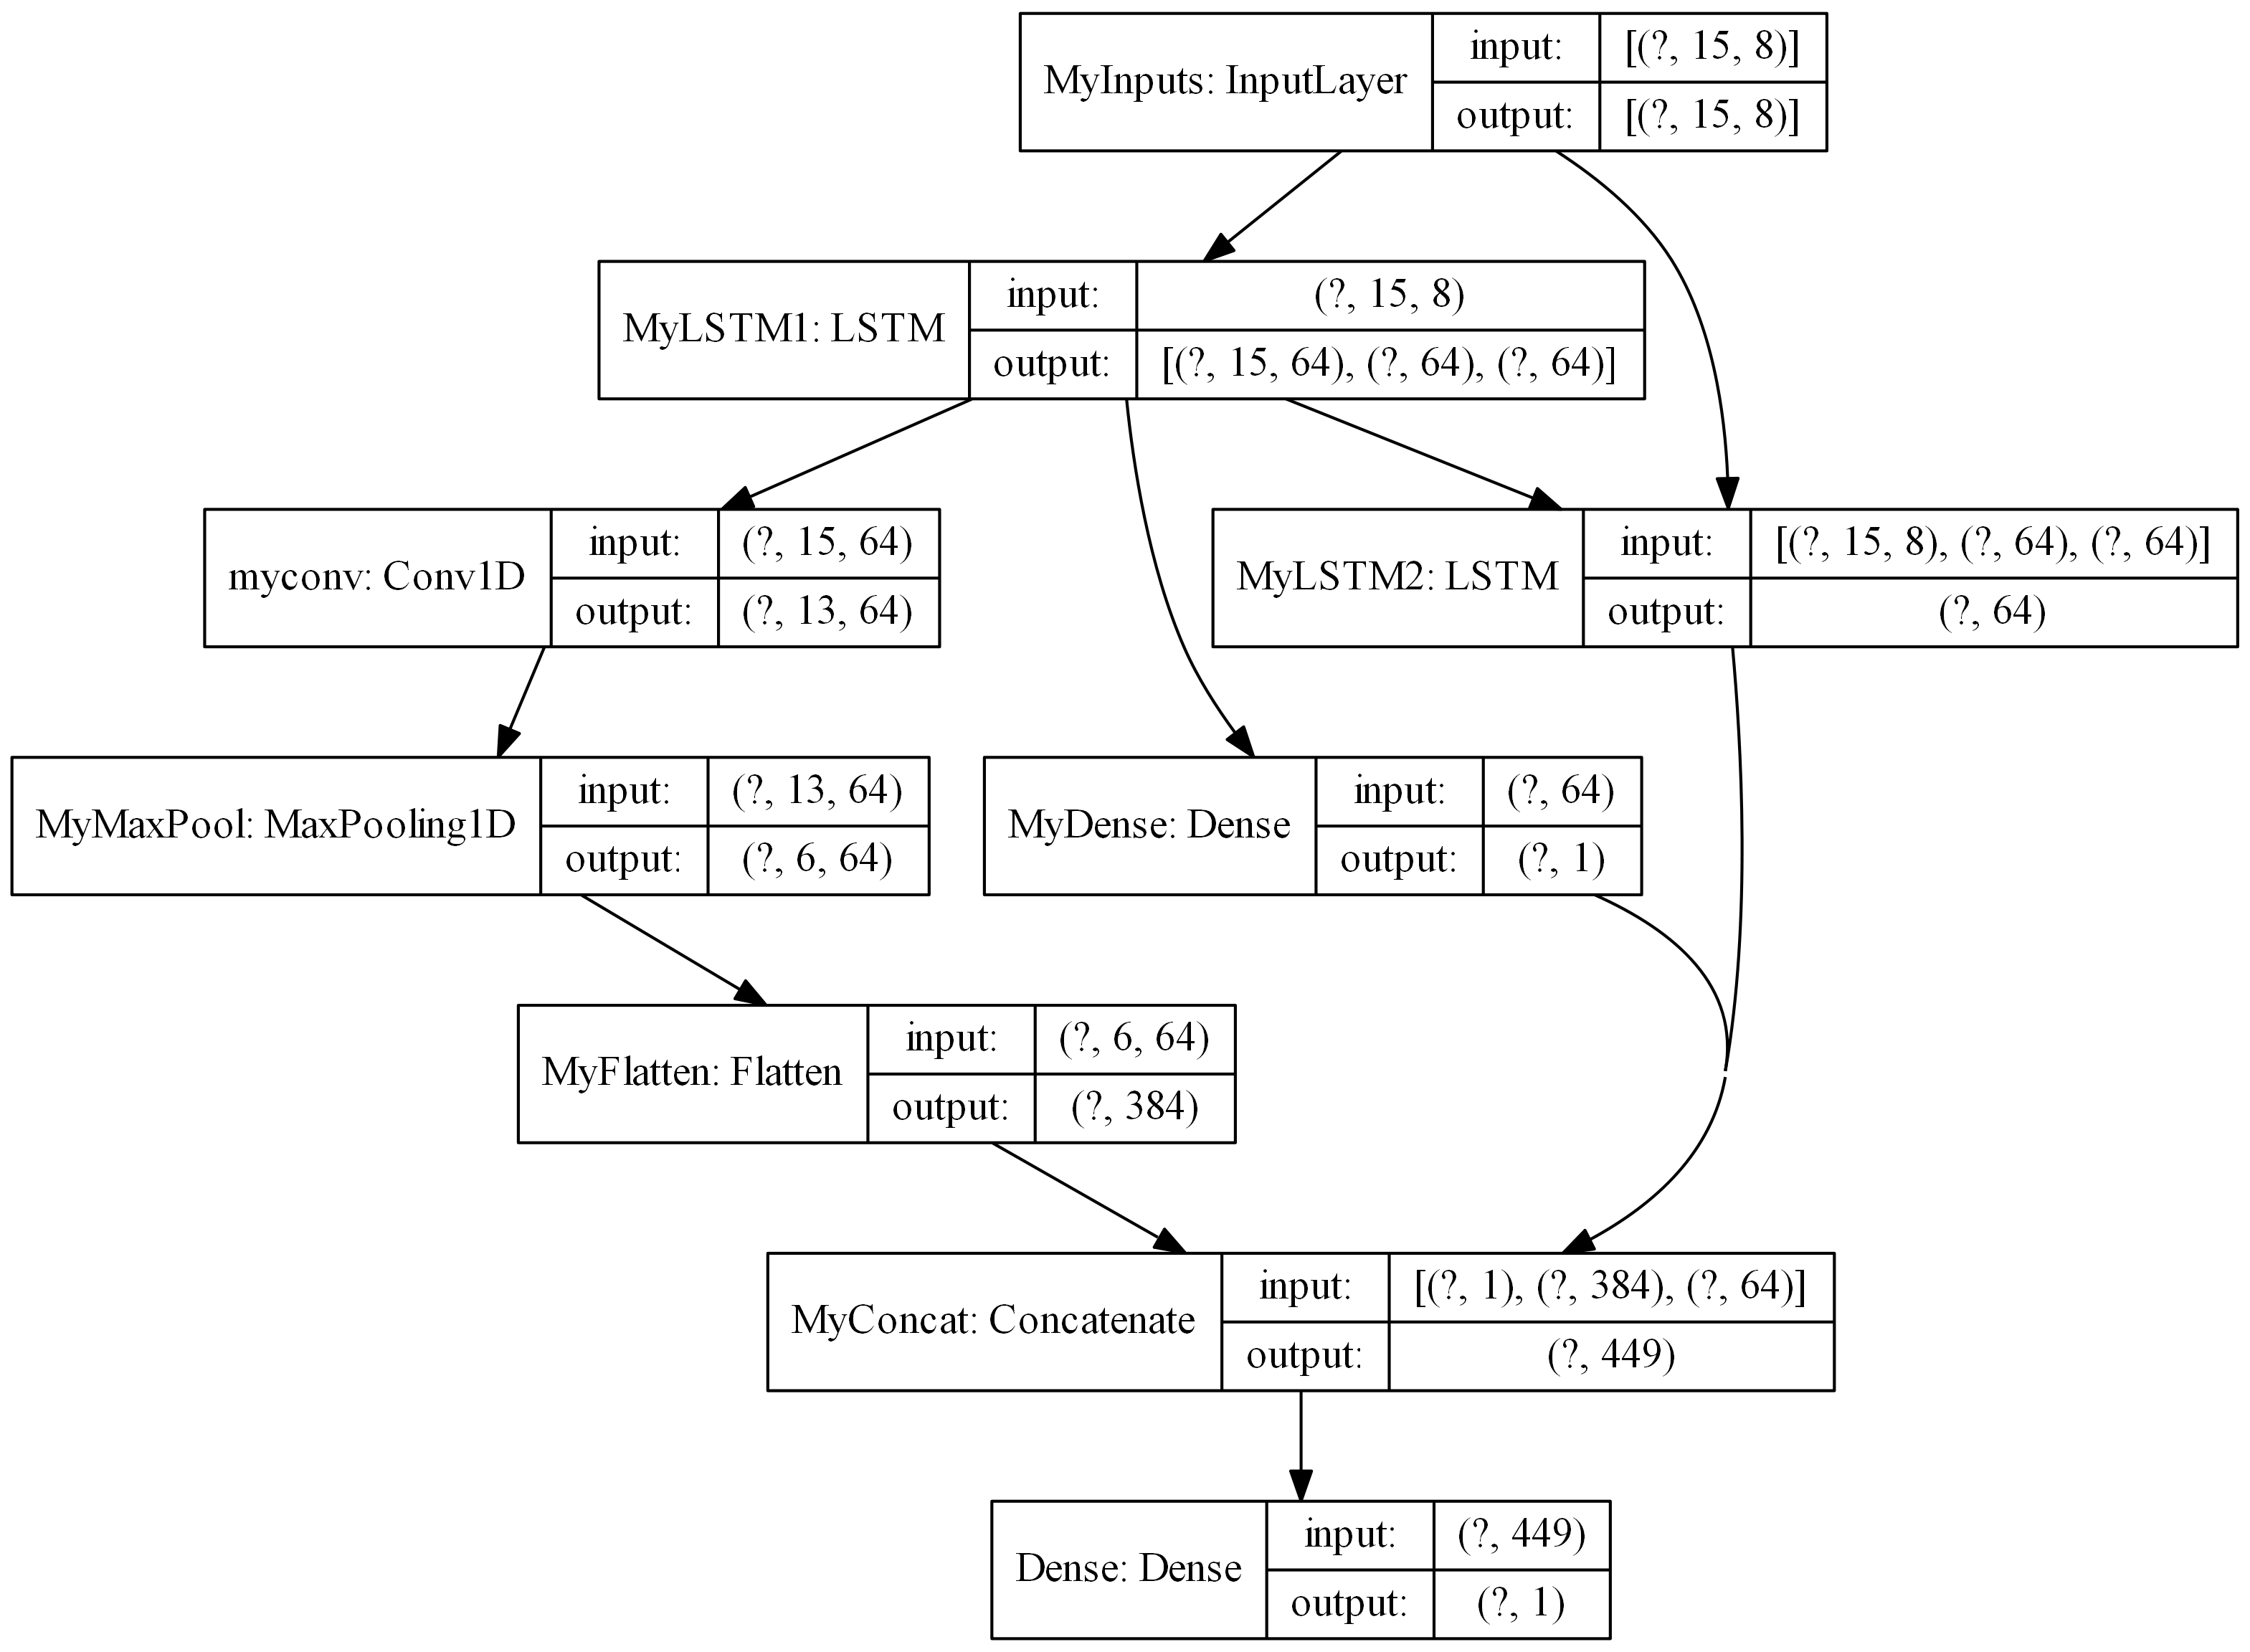 MyInputs: InputLayer
input: [(?, 15, 8)]
output: [(?, 15, 8)]
MyLSTM1: LSTM
input: (?, 15, 8)
output: [(?, 15, 64), (?, 64), (?, 64)]
myconv: Conv1D
input: (?, 15, 64)
output: (?, 13, 64)
MyLSTM2: LSTM
input: [(?, 15, 8), (?, 64), (?, 64)]
output: (?, 64)
MyMaxPool: MaxPooling1D
input: (?, 13, 64)
output: (?, 6, 64)
MyDense: Dense
input: (?, 64)
output: (?, 1)
MyFlatten: Flatten
input: (?, 6, 64)
output: (?, 384)
MyConcat: Concatenate
input: [(?, 1), (?, 384), (?, 64)]
output: (?, 449)
Dense: Dense
input: (?, 449)
output: (?, 1)